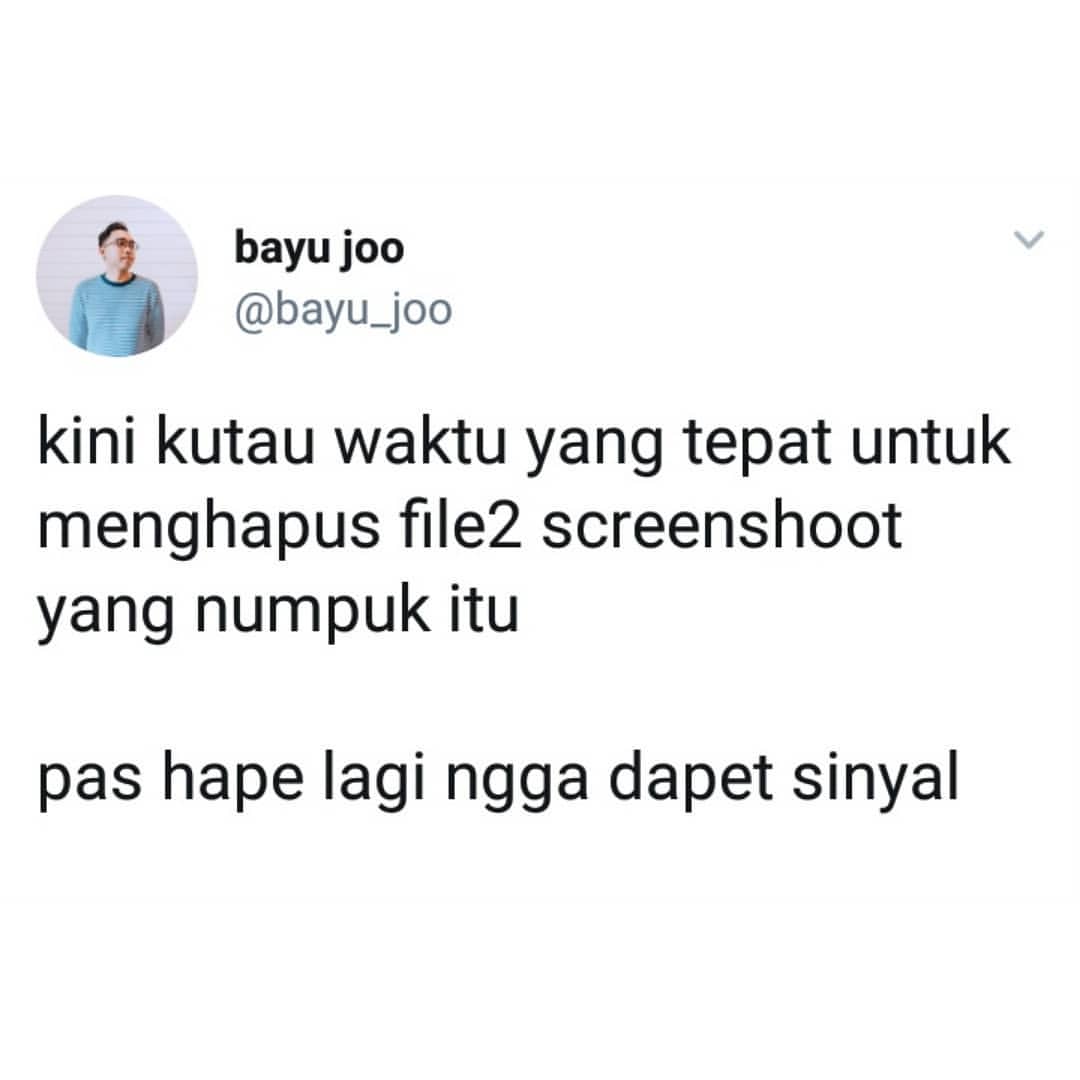 bayu joo
@bayu_joo
kini kutau waktu yang tepat untuk
menghapus file2 screenshoot
yang numpuk itu
pas hape lagi ngga dapet sinyal